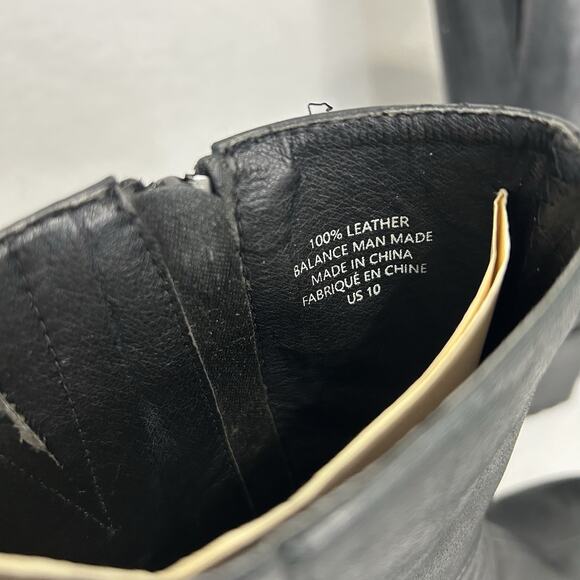 100% LEATHER
BALANCE MAN MADE
MADE IN CHINA
FABRIQUÉ EN CHINE
US 10